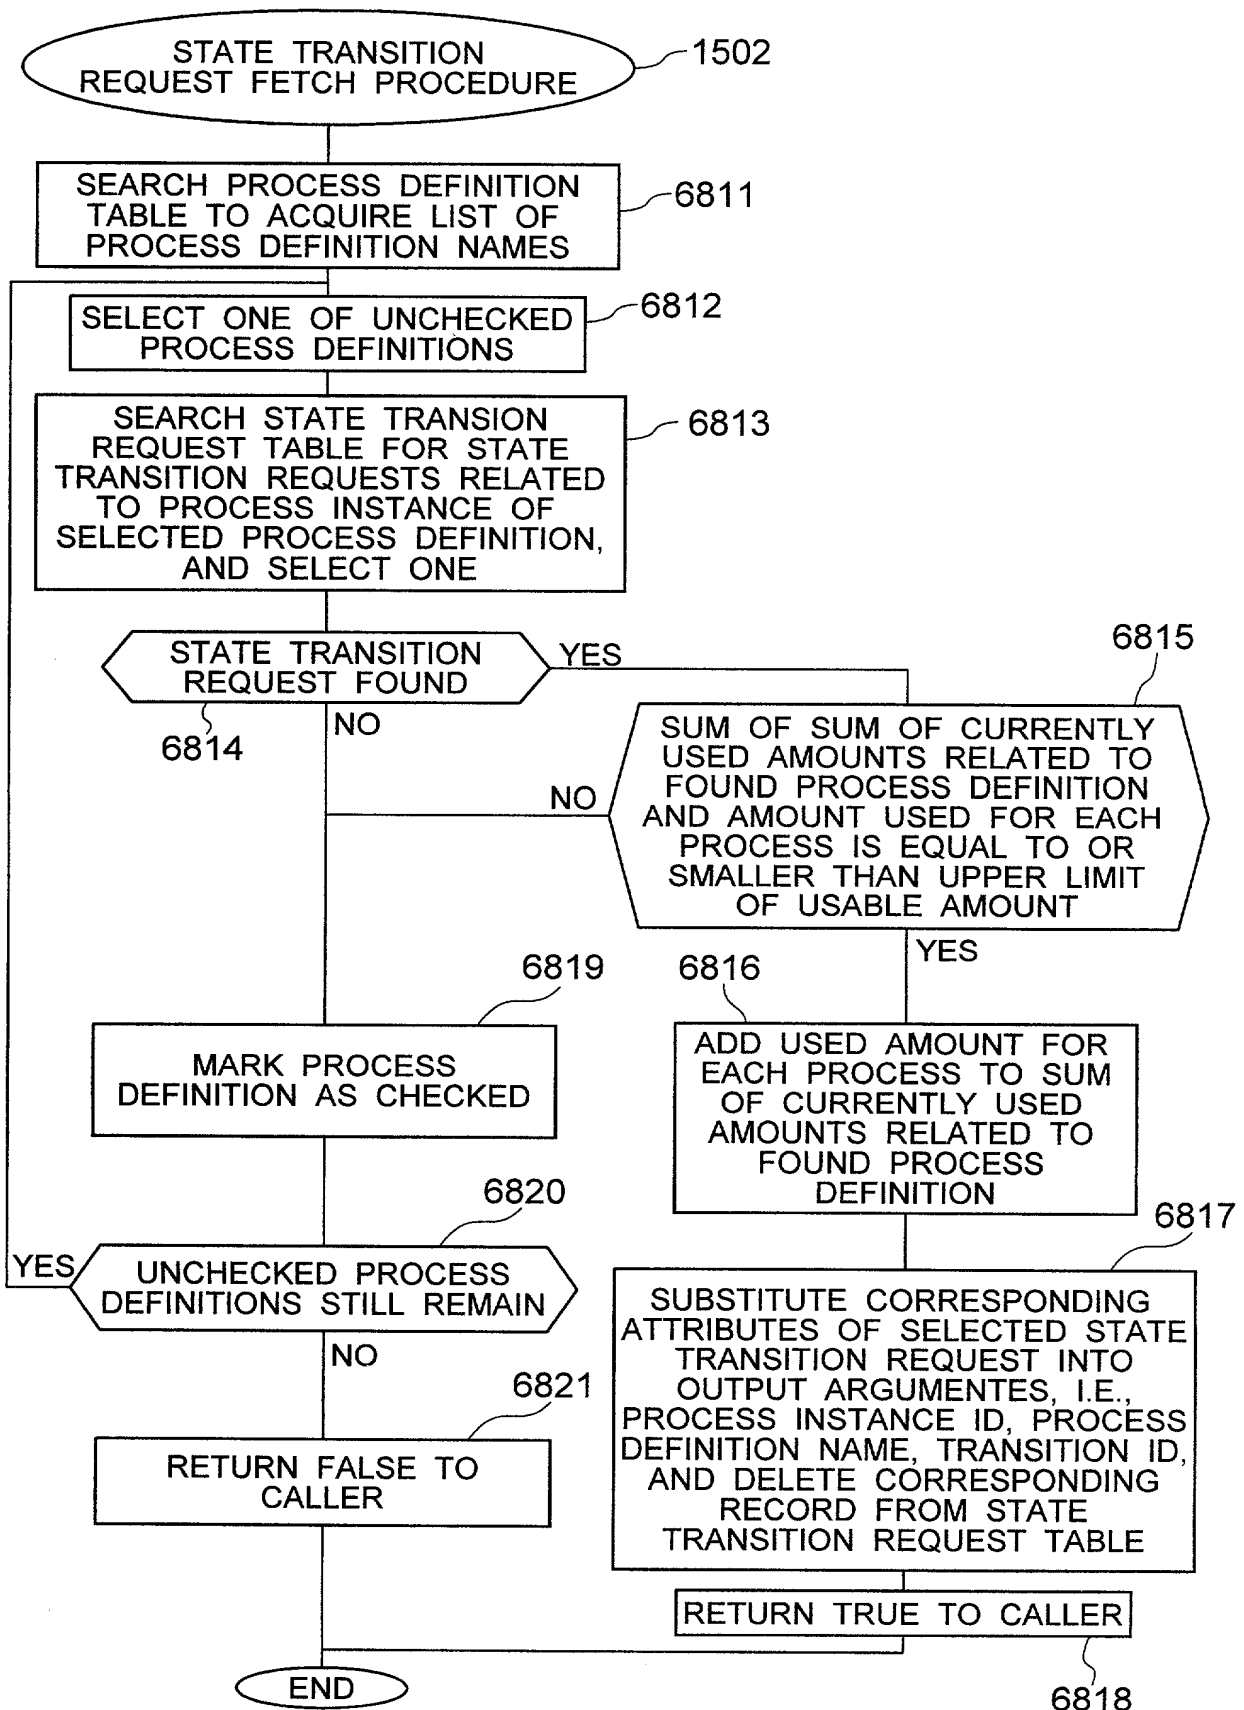 STATE TRANSITION
REQUEST FETCH PROCEDURE
1502
SEARCH PROCESS DEFINITION
TABLE TO ACQUIRE LIST OF
PROCESS DEFINITION NAMES
6811
SELECT ONE OF UNCHECKED
PROCESS DEFINITIONS
6812
SEARCH STATE TRANSION
REQUEST TABLE FOR STATE
TRANSITION REQUESTS RELATED
TO PROCESS INSTANCE OF
SELECTED PROCESS DEFINITION,
AND SELECT ONE
6813
STATE TRANSITION
REQUEST FOUND
YES
NO
6814
6815
SUM OF SUM OF CURRENTLY
USED AMOUNTS RELATED TO
FOUND PROCESS DEFINITION
AND AMOUNT USED FOR EACH
PROCESS IS EQUAL TO OR
SMALLER THAN UPPER LIMIT
OF USABLE AMOUNT
NO
YES
6819
MARK PROCESS
DEFINITION AS CHECKED
6816
ADD USED AMOUNT FOR
EACH PROCESS TO SUM
OF CURRENTLY USED
AMOUNTS RELATED TO
FOUND PROCESS
DEFINITION
6820
YES
UNCHECKED PROCESS
DEFINITIONS STILL REMAIN
NO
6817
SUBSTITUTE CORRESPONDING
ATTRIBUTES OF SELECTED STATE
TRANSITION REQUEST INTO
OUTPUT ARGUMENTES, I.E.,
PROCESS INSTANCE ID, PROCESS
DEFINITION NAME, TRANSITION ID,
AND DELETE CORRESPONDING
RECORD FROM STATE
TRANSITION REQUEST TABLE
6821
RETURN FALSE TO
CALLER
RETURN TRUE TO CALLER
6818
END